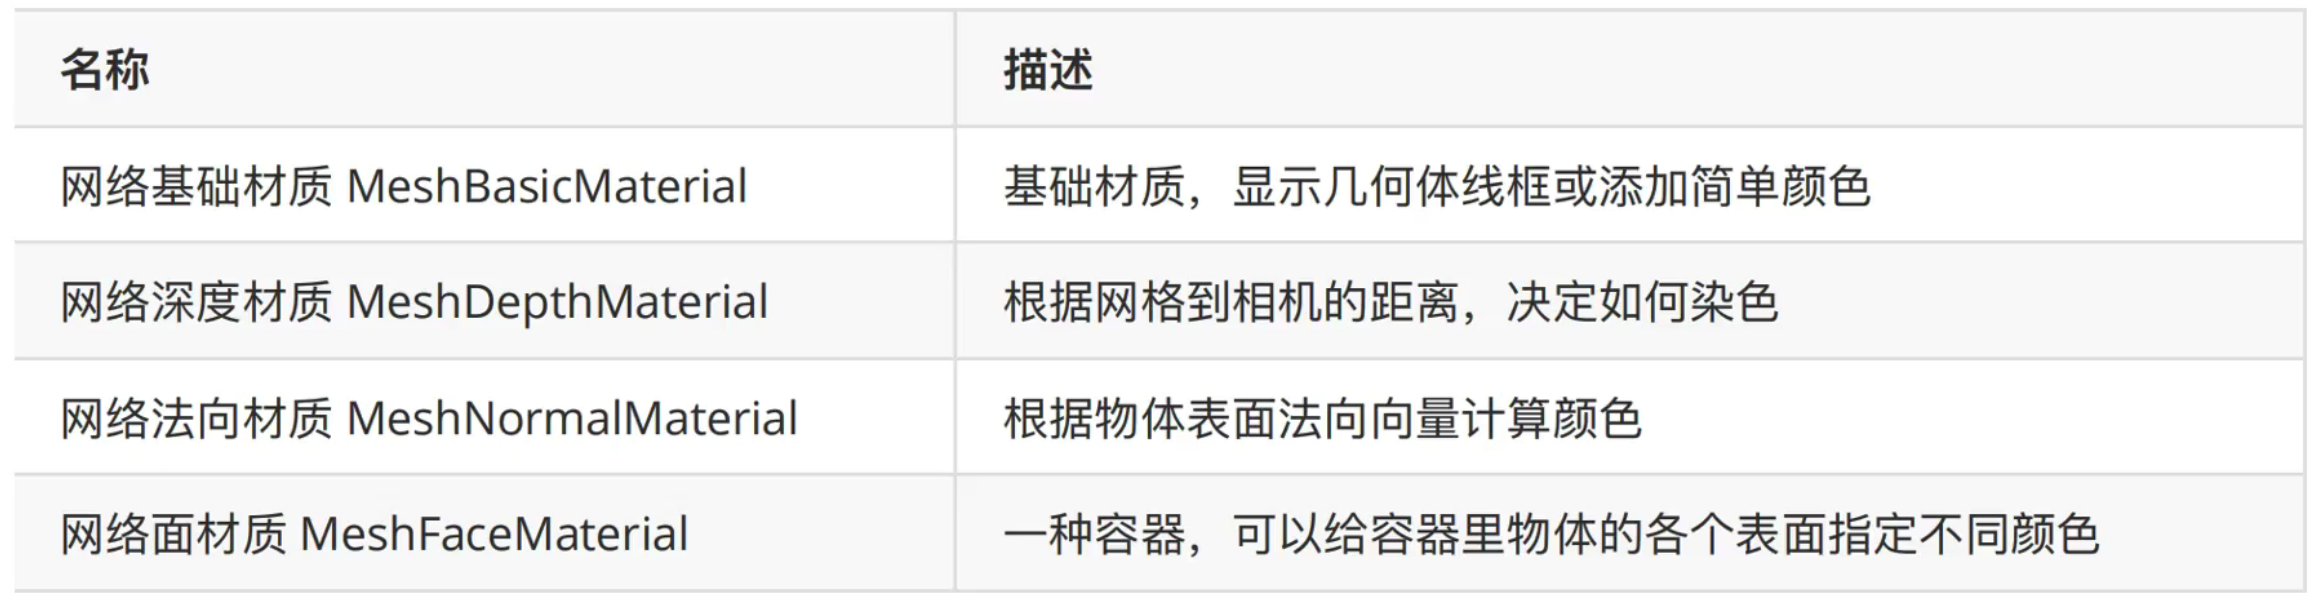 名称 描述
网络基础材质 MeshBasicMaterial 基础材质，显示几何体线框或添加简单颜色
网络深度材质 MeshDepthMaterial 根据网格到相机的距离，决定如何染色
网络法向材质 MeshNormalMaterial 根据物体表面法向向量计算颜色
网络面材质 MeshFaceMaterial 一种容器，可以给容器里物体的各个表面指定不同颜色